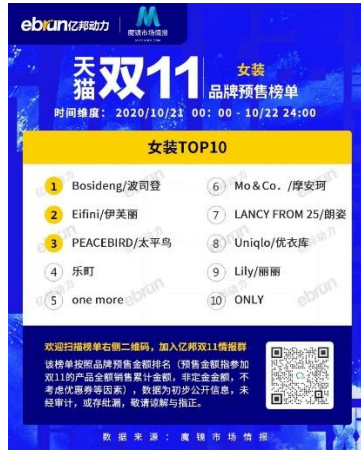 ebrun亿邦动力
魔镜市场情报
天猫
双11
女装
品牌预售榜单
时间维度： 2020/10/21 00：00 - 10/22 24:00
女装TOP10
1 Bosideng/波司登
2 Eifini/伊芙丽
3 PEACEBIRD/太平鸟
4 乐町
5 one more
6 Mo＆Co．/摩安珂
7 LANCY FROM 25/朗姿
8 Uniqlo/优衣库
9 Lily/丽丽
10 ONLY
欢迎扫描榜单右侧二维码，加入亿邦双11情报群
该榜单按照品牌预售金额排名（预售金额指参加
双11的产品全额销售累计金额，非定金金额，不
考虑优惠券等因素），数据为初步公开信息，未
经审计，或存纰漏，敬请谅解与指正。
数据来源：魔镜市场情报